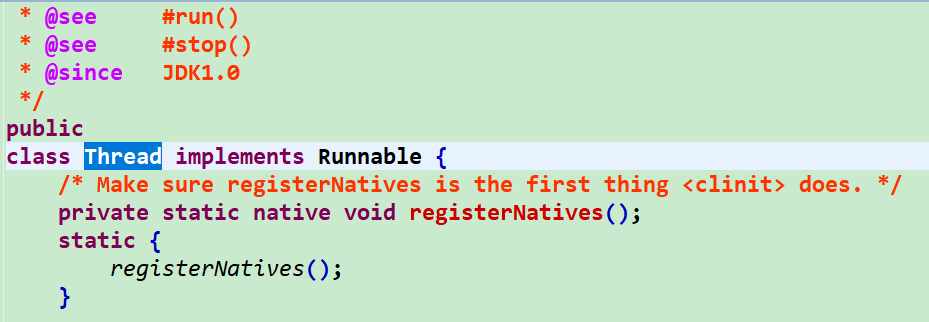 * @see     #run()
* @see     #stop()
* @since   JDK1.0
*/
public
class Thread implements Runnable {
    /* Make sure registerNatives is the first thing <clinit> does. */
    private static native void registerNatives();
    static {
        registerNatives();
    }